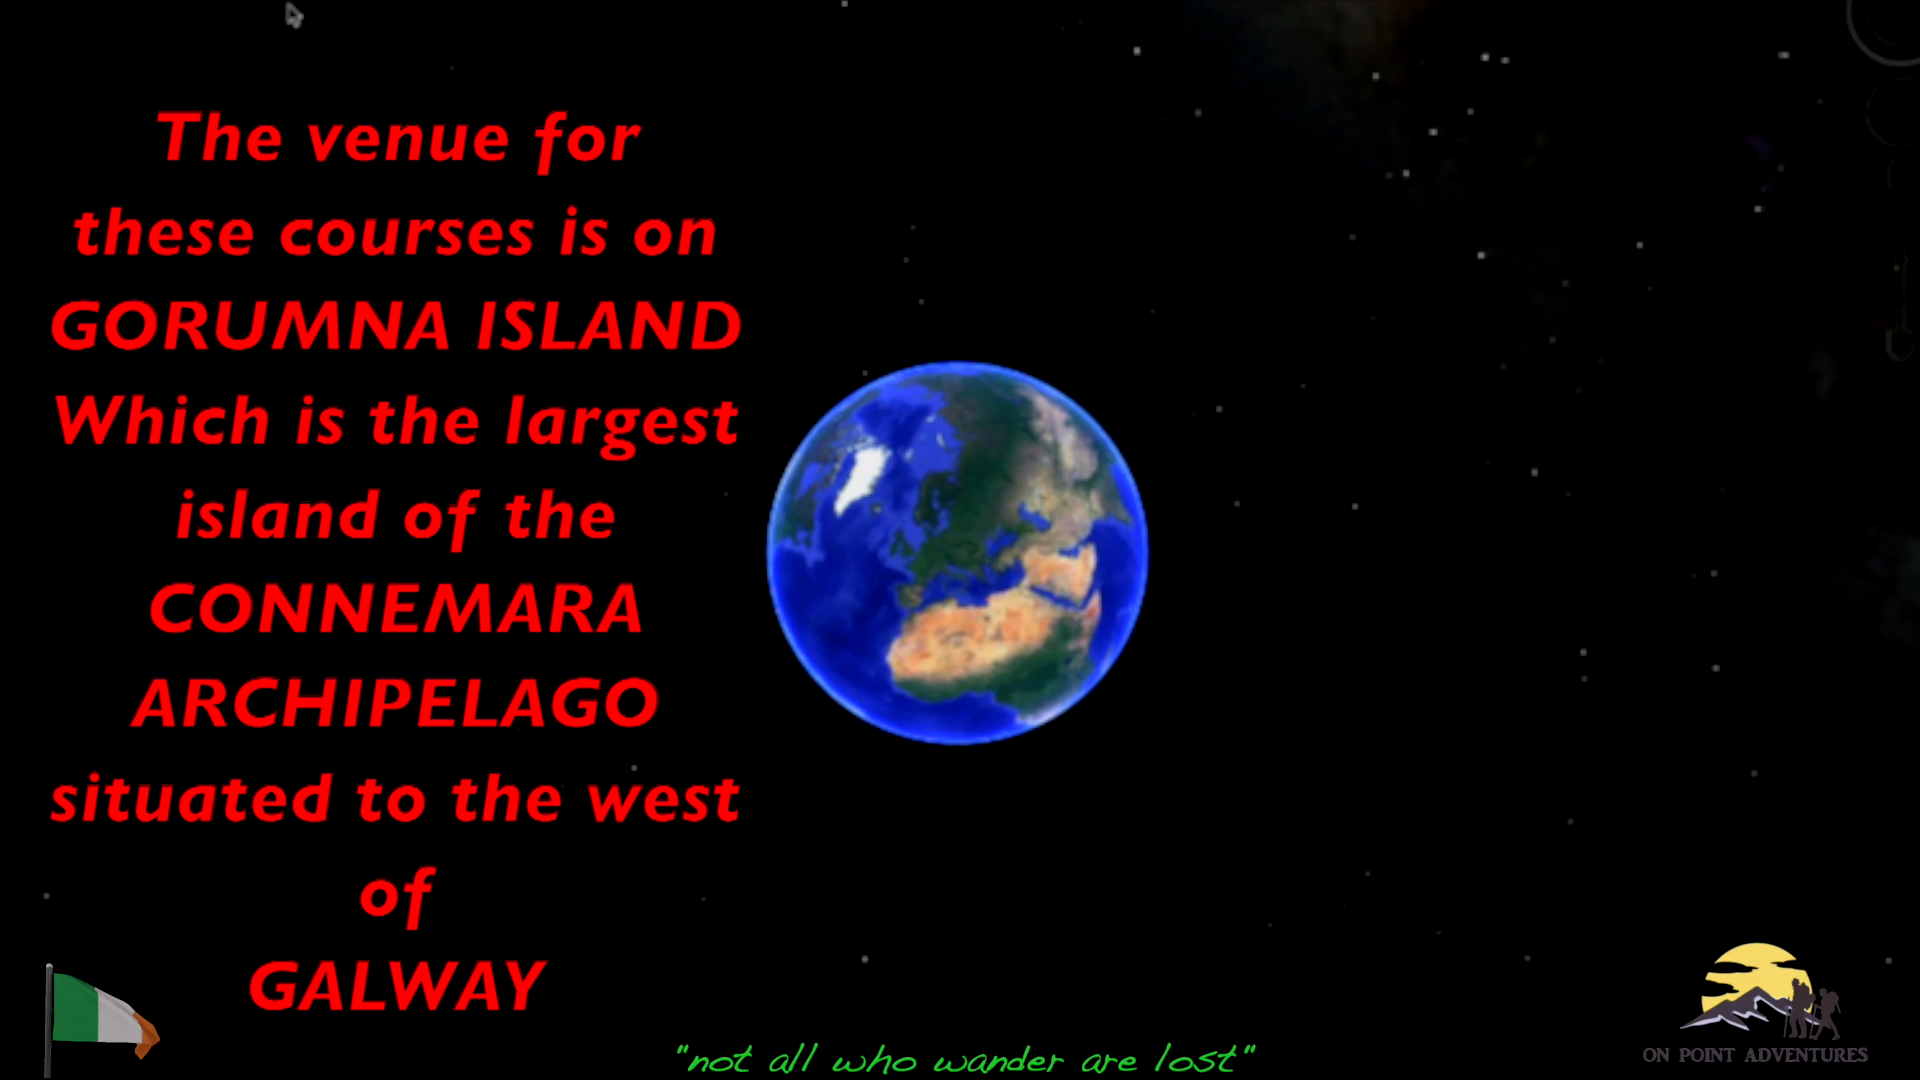 The venue for
these courses is on
GORUMNA ISLAND
Which is the largest
island of the
CONNEMARA
ARCHIPELAGO
situated to the west
of
GALWAY
"not all who wander are lost"
ON POINT ADVENTURES